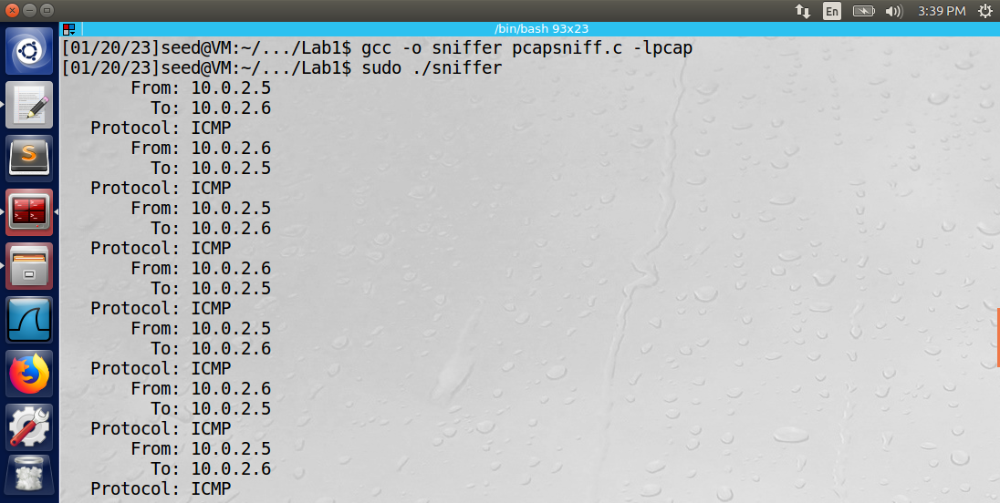 En
3:39 PM
/bin/bash 93x23
[01/20/23]seed@VM:~/.../Lab1$ gcc -o sniffer pcapsniff.c -lpcap
[01/20/23]seed@VM:~/.../Lab1$ sudo ./sniffer
From: 10.0.2.5
To: 10.0.2.6
Protocol: ICMP
From: 10.0.2.6
To: 10.0.2.5
Protocol: ICMP
From: 10.0.2.5
To: 10.0.2.6
Protocol: ICMP
From: 10.0.2.6
To: 10.0.2.5
Protocol: ICMP
From: 10.0.2.5
To: 10.0.2.6
Protocol: ICMP
From: 10.0.2.6
To: 10.0.2.5
Protocol: ICMP
From: 10.0.2.5
To: 10.0.2.6
Protocol: ICMP